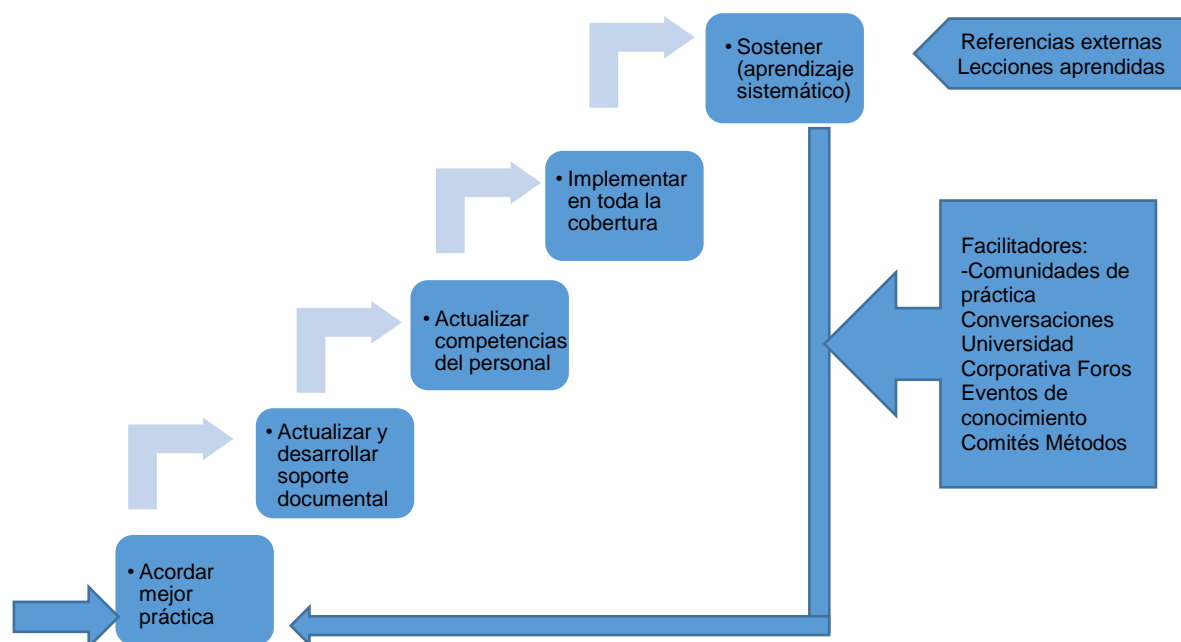 • Sostener
(aprendizaje
sistemático)
Referencias externas
Lecciones aprendidas
• Implementar
en toda la
cobertura
Facilitadores:
-Comunidades de
práctica
Conversaciones
Universidad
Corporativa Foros
Eventos de
conocimiento
Comités Métodos
• Actualizar
competencias
del personal
• Actualizar y
desarrollar
soporte
documental
• Acordar
mejor
práctica